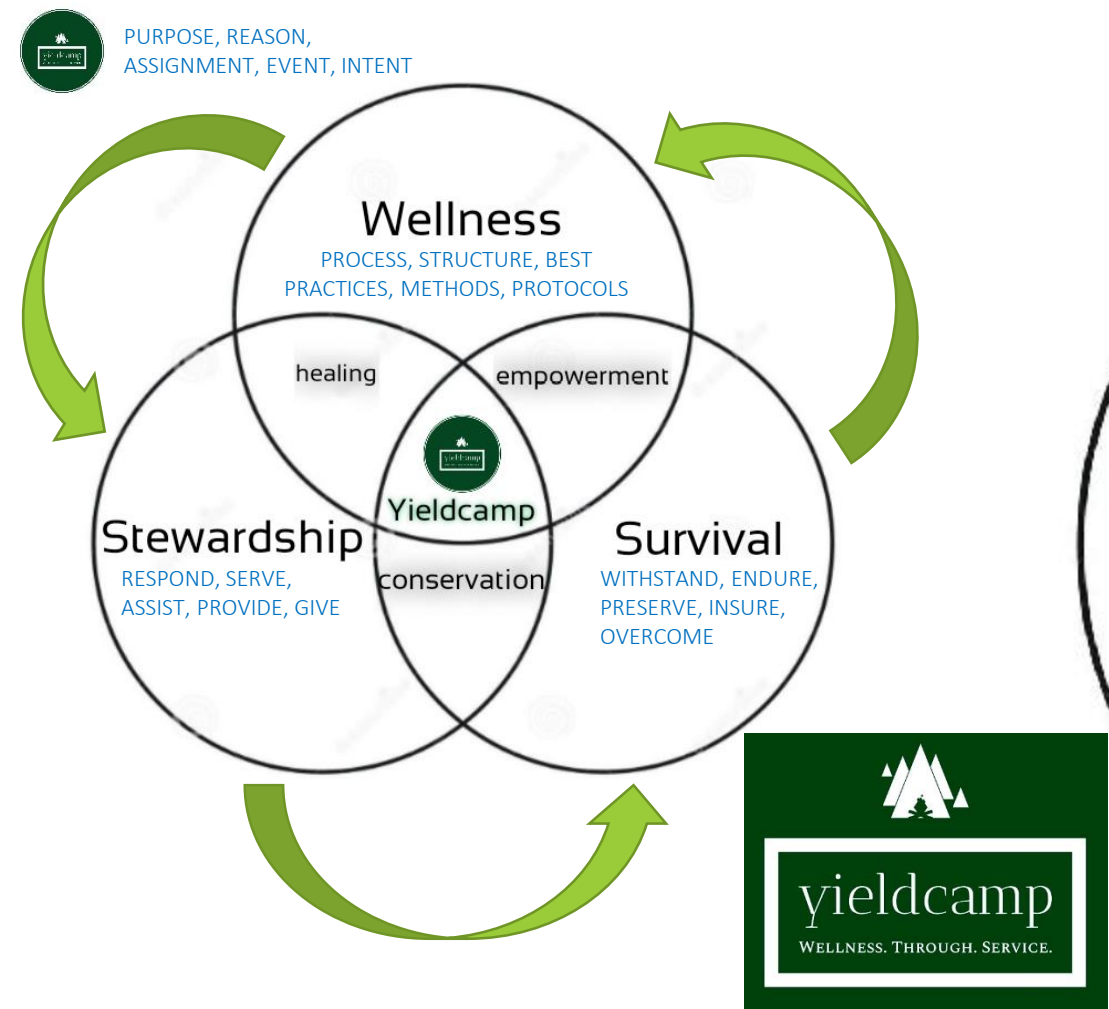 PURPOSE, REASON,
ASSIGNMENT, EVENT, INTENT
Wellness
PROCESS, STRUCTURE, BEST
PRACTICES, METHODS, PROTOCOLS
healing
empowerment
yieldcamp
Yieldcamp
Stewardship
RESPOND, SERVE,
ASSIST, PROVIDE, GIVE
conservation
Survival
WITHSTAND, ENDURE,
PRESERVE, INSURE,
OVERCOME
yieldcamp
WELLNESS. THROUGH. SERVICE.